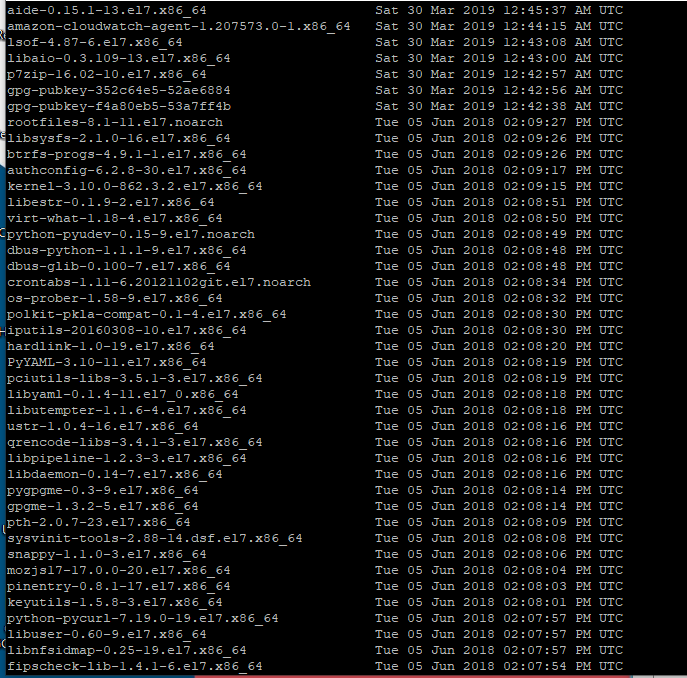 aide-0.15.1-13.el7.x86_64 Sat 30 Mar 2019 12:45:37 AM UTC
amazon-cloudwatch-agent-1.207573.0-1.x86_64 Sat 30 Mar 2019 12:44:15 AM UTC
lsof-4.87-6.el7.x86_64 Sat 30 Mar 2019 12:43:08 AM UTC
libaio-0.3.109-13.el7.x86_64 Sat 30 Mar 2019 12:43:00 AM UTC
p7zip-16.02-10.el7.x86_64 Sat 30 Mar 2019 12:42:57 AM UTC
gpg-pubkey-352c64e5-52ae6884 Sat 30 Mar 2019 12:42:56 AM UTC
gpg-pubkey-f4a80eb5-53a7ff4b Sat 30 Mar 2019 12:42:38 AM UTC
rootfiles-8.1-11.el7.noarch Tue 05 Jun 2018 02:09:27 PM UTC
libsysfs-2.1.0-16.el7.x86_64 Tue 05 Jun 2018 02:09:26 PM UTC
btrfs-progs-4.9.1-1.el7.x86_64 Tue 05 Jun 2018 02:09:26 PM UTC
authconfig-6.2.8-30.el7.x86_64 Tue 05 Jun 2018 02:09:17 PM UTC
kernel-3.10.0-862.3.2.el7.x86_64 Tue 05 Jun 2018 02:09:15 PM UTC
libestr-0.1.9-2.el7.x86_64 Tue 05 Jun 2018 02:08:51 PM UTC
virt-what-1.18-4.el7.x86_64 Tue 05 Jun 2018 02:08:50 PM UTC
python-pyudev-0.15-9.el7.noarch Tue 05 Jun 2018 02:08:49 PM UTC
dbus-python-1.1.1-9.el7.x86_64 Tue 05 Jun 2018 02:08:48 PM UTC
dbus-glib-0.100-7.el7.x86_64 Tue 05 Jun 2018 02:08:48 PM UTC
crontabs-1.11-6.20121102git.el7.noarch Tue 05 Jun 2018 02:08:34 PM UTC
os-prober-1.58-9.el7.x86_64 Tue 05 Jun 2018 02:08:32 PM UTC
polkit-pkla-compat-0.1-4.el7.x86_64 Tue 05 Jun 2018 02:08:30 PM UTC
iputils-20160308-10.el7.x86_64 Tue 05 Jun 2018 02:08:30 PM UTC
hardlink-1.0-19.el7.x86_64 Tue 05 Jun 2018 02:08:20 PM UTC
PyYAML-3.10-11.el7.x86_64 Tue 05 Jun 2018 02:08:19 PM UTC
pciutils-libs-3.5.1-3.el7.x86_64 Tue 05 Jun 2018 02:08:19 PM UTC
libyaml-0.1.4-11.el7_0.x86_64 Tue 05 Jun 2018 02:08:18 PM UTC
libutempter-1.1.6-4.el7.x86_64 Tue 05 Jun 2018 02:08:18 PM UTC
ustr-1.0.4-16.el7.x86_64 Tue 05 Jun 2018 02:08:16 PM UTC
qrencode-libs-3.4.1-3.el7.x86_64 Tue 05 Jun 2018 02:08:16 PM UTC
libpipeline-1.2.3-3.el7.x86_64 Tue 05 Jun 2018 02:08:16 PM UTC
libdaemon-0.14-7.el7.x86_64 Tue 05 Jun 2018 02:08:16 PM UTC
pygpgme-0.3-9.el7.x86_64 Tue 05 Jun 2018 02:08:14 PM UTC
gpgme-1.3.2-5.el7.x86_64 Tue 05 Jun 2018 02:08:14 PM UTC
pth-2.0.7-23.el7.x86_64 Tue 05 Jun 2018 02:08:09 PM UTC
sysvinit-tools-2.88-14.dsf.el7.x86_64 Tue 05 Jun 2018 02:08:08 PM UTC
snappy-1.1.0-3.el7.x86_64 Tue 05 Jun 2018 02:08:06 PM UTC
mozjs17-17.0.0-20.el7.x86_64 Tue 05 Jun 2018 02:08:04 PM UTC
pinentry-0.8.1-17.el7.x86_64 Tue 05 Jun 2018 02:08:03 PM UTC
keyutils-1.5.8-3.el7.x86_64 Tue 05 Jun 2018 02:08:01 PM UTC
python-pycurl-7.19.0-19.el7.x86_64 Tue 05 Jun 2018 02:07:57 PM UTC
libuser-0.60-9.el7.x86_64 Tue 05 Jun 2018 02:07:57 PM UTC
libnfsidmap-0.25-19.el7.x86_64 Tue 05 Jun 2018 02:07:57 PM UTC
fipscheck-lib-1.4.1-6.el7.x86_64 Tue 05 Jun 2018 02:07:54 PM UTC